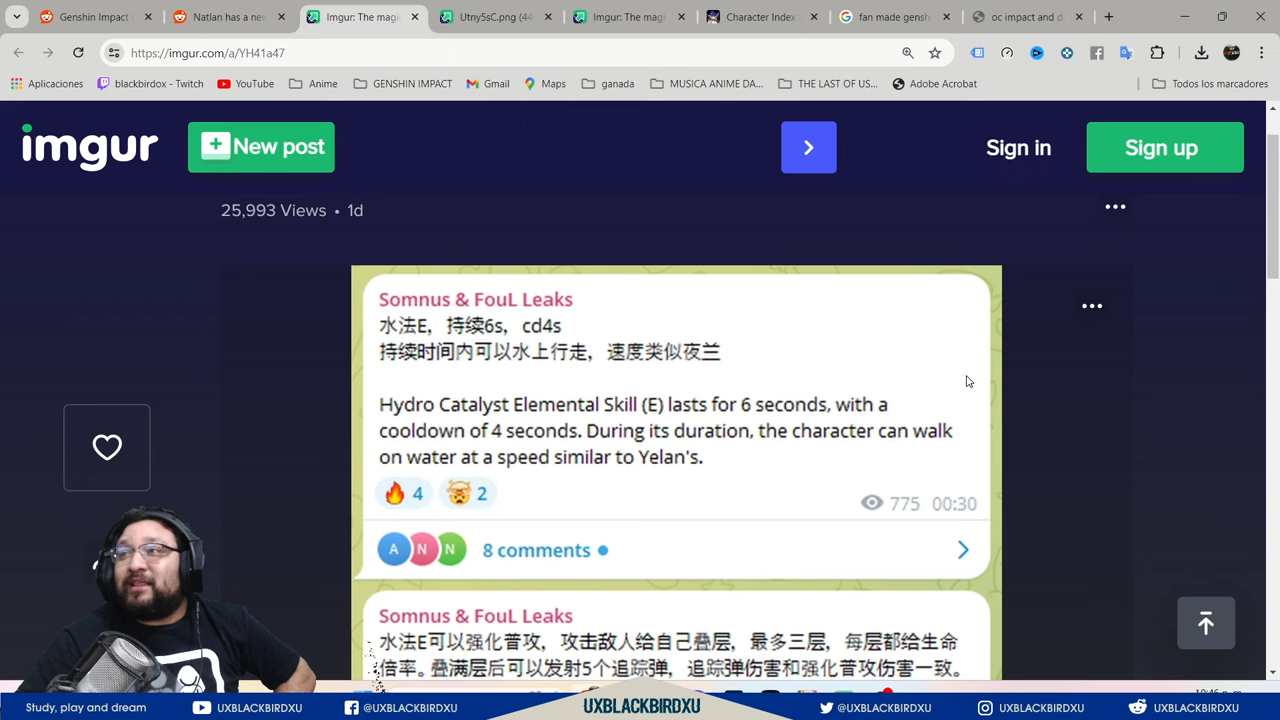 Genshin Impact
Natlan has a new
Imgur: The magi
Utny5sC.png (44
Imgur: The magi
Character Index
fan made gensh
oc impact and d
https://imgur.com/a/YH41a47
Aplicaciones
blackbirdox - Twitch
YouTube
Anime
GENSHIN IMPACT
Gmail
Maps
ganada
MUSICA ANIME DA...
THE LAST OF US...
Adobe Acrobat
Todos los marcadores
imgur
New post
Sign in
Sign up
25,993 Views • 1d
Somnus & FouL Leaks
水法E，持续6s，cd4s
持续时间内可以水上行走，速度类似夜兰
Hydro Catalyst Elemental Skill (E) lasts for 6 seconds, with a
cooldown of 4 seconds. During its duration, the character can walk
on water at a speed similar to Yelan's.
4
2
775 00:30
A N N 8 comments
Somnus & FouL Leaks
水法E可以强化普攻，攻击敌人给自己叠层，最多三层，每层都给生命
倍率。叠满层后可以发射5个追踪弹，追踪弹伤害和强化普攻伤害一致。
Study, play and dream
UXBLACKBIRDXU
@UXBLACKBIRDXU
UXBLACKBIRDXU
@UXBLACKBIRDXU
UXBLACKBIRDXU
UXBLACKBIRDXU